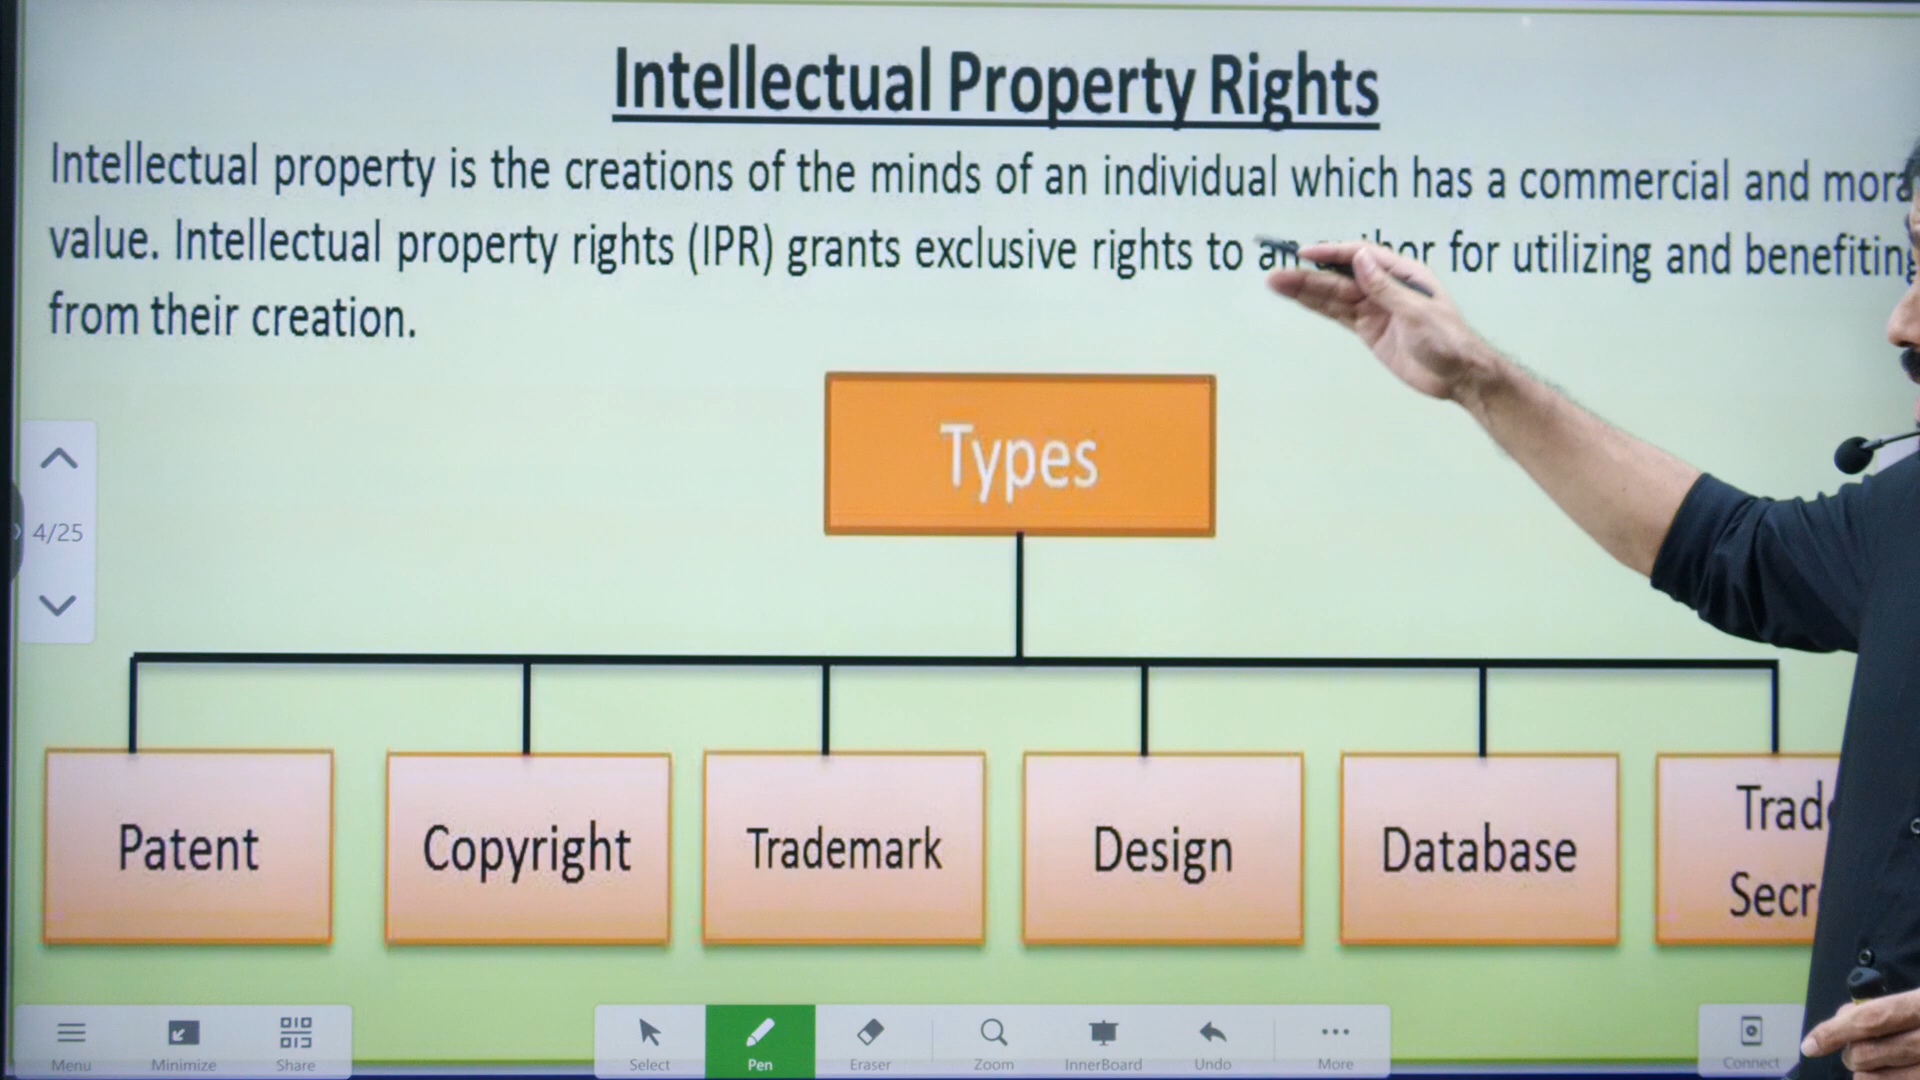 Intellectual Property Rights
Intellectual property is the creations of the minds of an individual which has a commercial and
value. Intellectual property rights (IPR) grants exclusive rights to an for utilizing and benefiting
from their creation.
Types
4/25
Patent
Copyright
Trademark
Design
Database
Menu
Minimize
Share
Select
Pen
Eraser
Zoom
InnerBoard
Undo
More
Connect